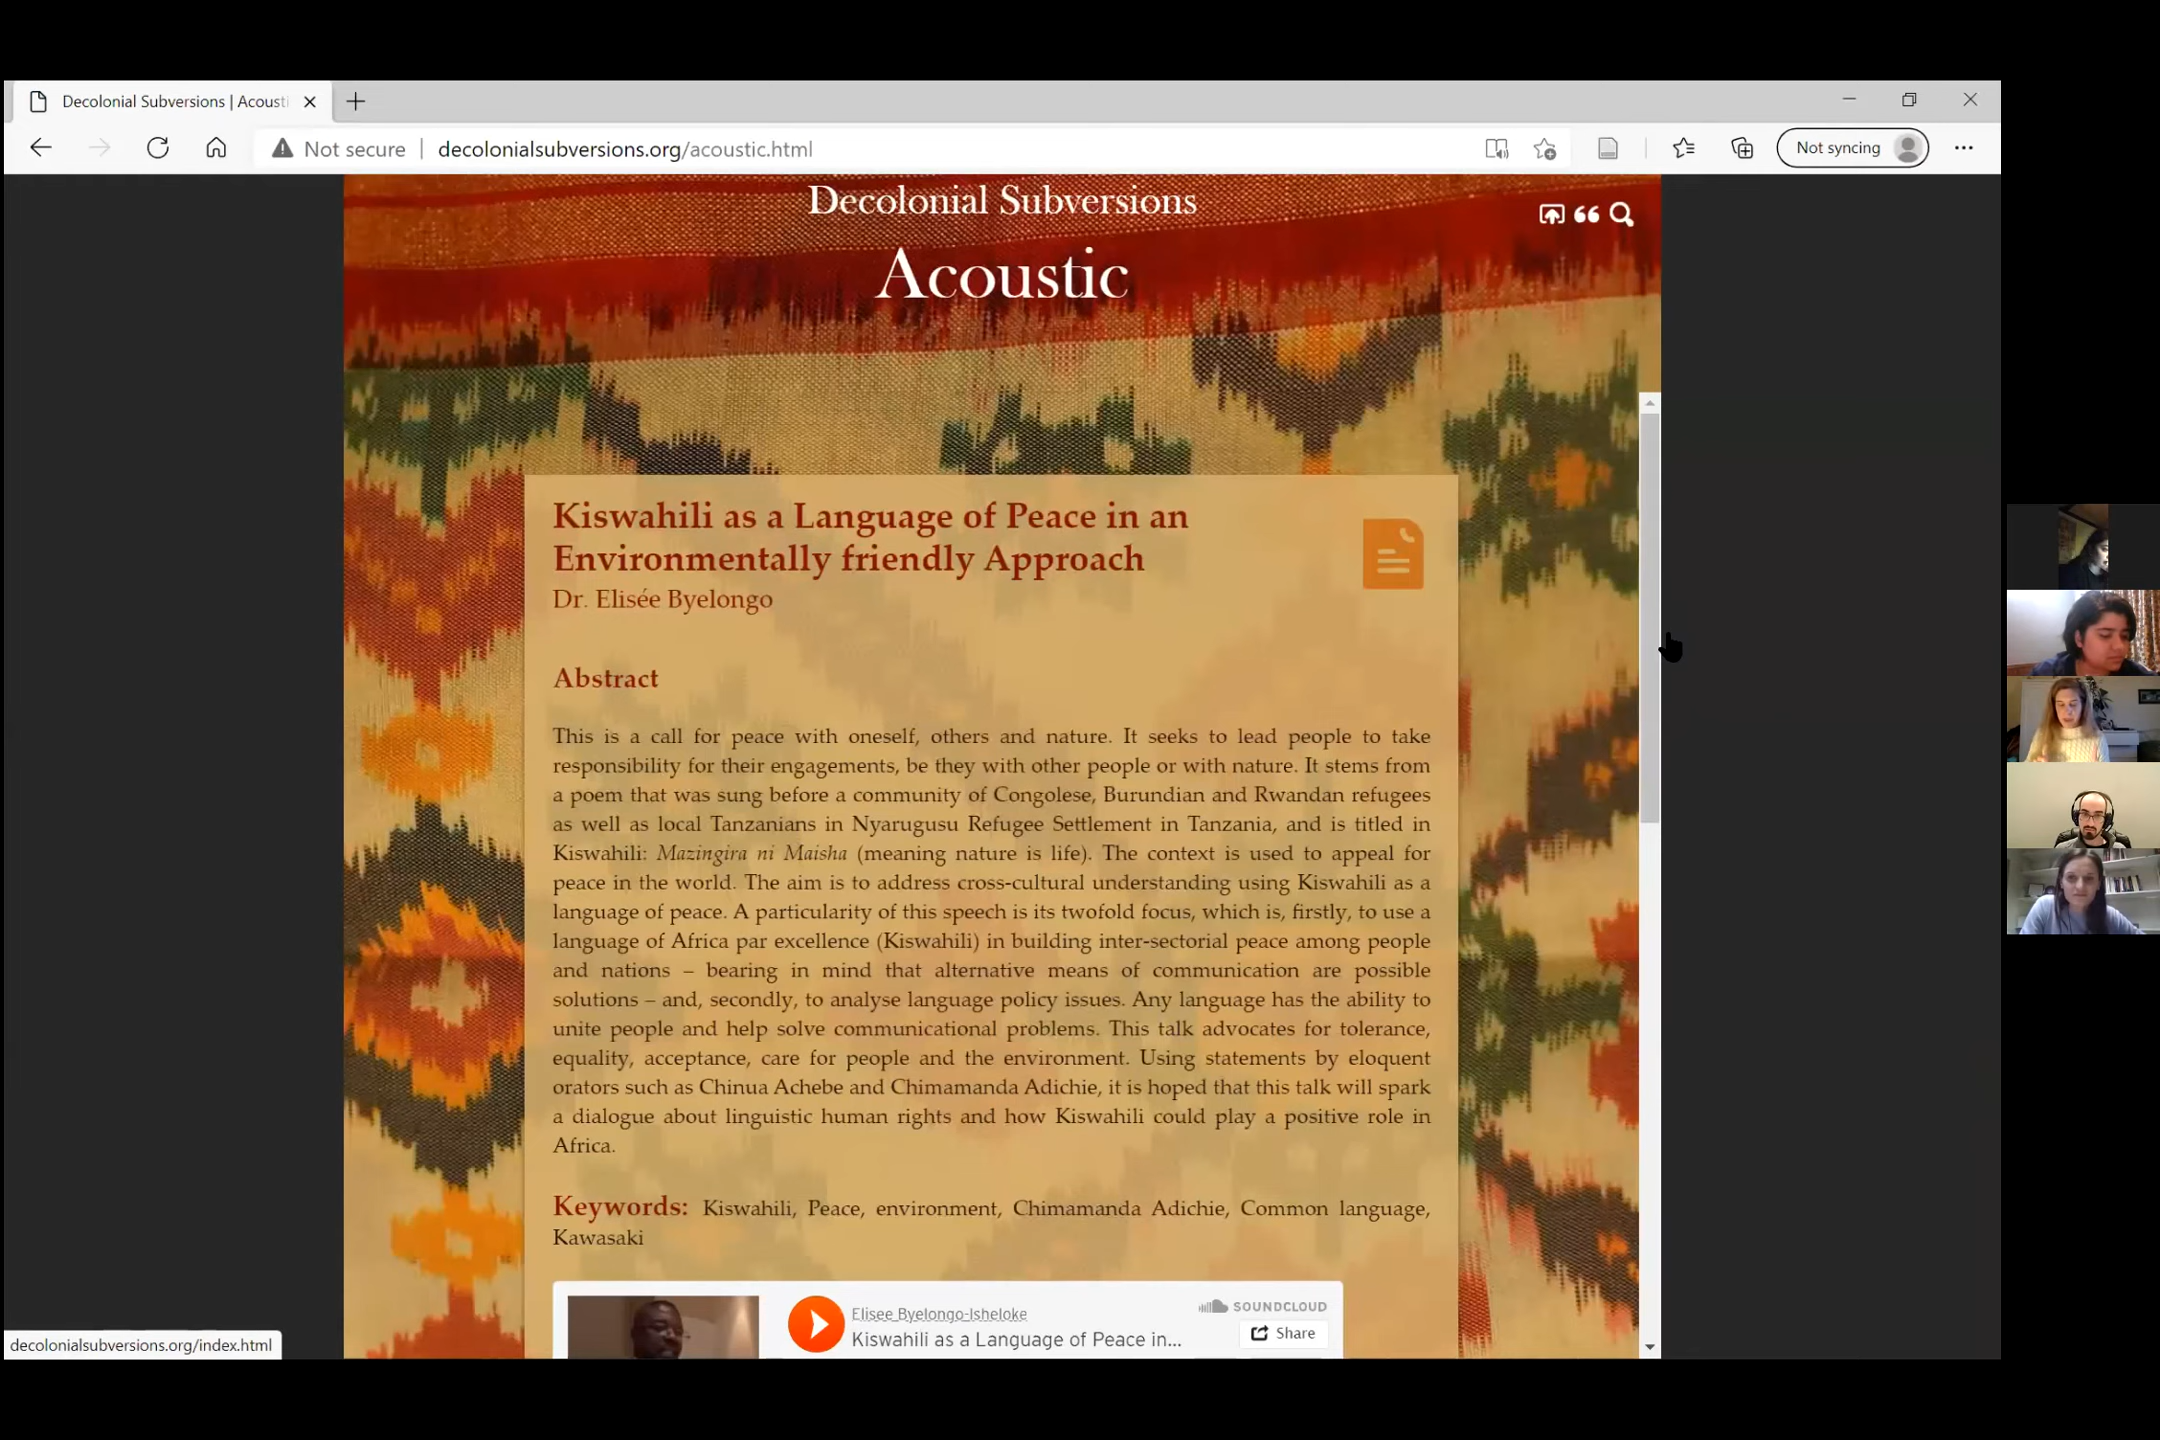 Decolonial Subversions | Acousti
Not secure | decolonialsubversions.org/acoustic.html
Not syncing
Decolonial Subversions
Acoustic
Kiswahili as a Language of Peace in an
Environmentally friendly Approach
Dr. Elisée Byelongo
Abstract
This is a call for peace with oneself, others and nature. It seeks to lead people to take
responsibility for their engagements, be they with other people or with nature. It stems from
a poem that was sung before a community of Congolese, Burundian and Rwandan refugees
as well as local Tanzanians in Nyarugusu Refugee Settlement in Tanzania, and is titled in
Kiswahili: Mazingira ni Maisha (meaning nature is life). The context is used to appeal for
peace in the world. The aim is to address cross-cultural understanding using Kiswahili as a
language of peace. A particularity of this speech is its twofold focus, which is, firstly, to use a
language of Africa par excellence (Kiswahili) in building inter-sectorial peace among people
and nations – bearing in mind that alternative means of communication are possible
solutions – and, secondly, to analyse language policy issues. Any language has the ability to
unite people and help solve communicational problems. This talk advocates for tolerance,
equality, acceptance, care for people and the environment. Using statements by eloquent
orators such as Chinua Achebe and Chimamanda Adichie, it is hoped that this talk will spark
a dialogue about linguistic human rights and how Kiswahili could play a positive role in
Africa.
Keywords: Kiswahili, Peace, environment, Chimamanda Adichie, Common language,
Kawasaki
Elisee Byelongo-Isheloke
SOUNDCLOUD
Kiswahili as a Language of Peace in...
Share
decolonialsubversions.org/index.html